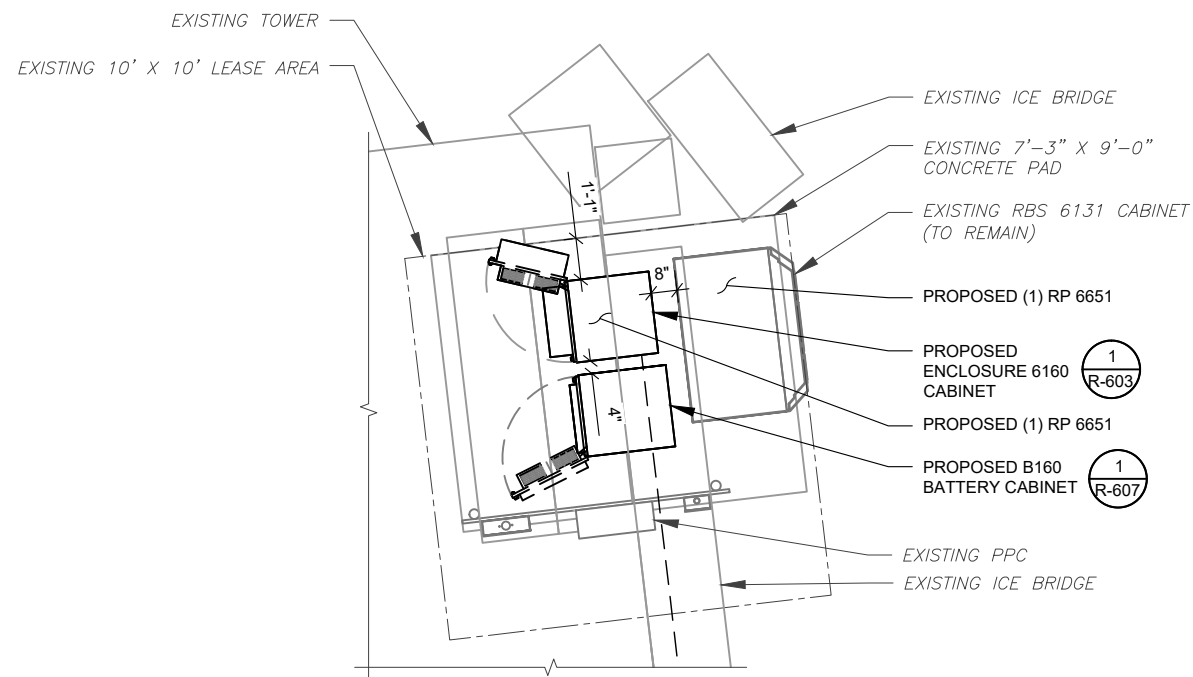 EXISTING TOWER
EXISTING 10' X 10' LEASE AREA
EXISTING ICE BRIDGE
EXISTING 7'-3" X 9'-0"
CONCRETE PAD
EXISTING RBS 6131 CABINET
(TO REMAIN)
1'-1"
8"
PROPOSED (1) RP 6651
PROPOSED
ENCLOSURE 6160
CABINET
1
R-603
PROPOSED (1) RP 6651
4"
PROPOSED B160
BATTERY CABINET
1
R-607
EXISTING PPC
EXISTING ICE BRIDGE